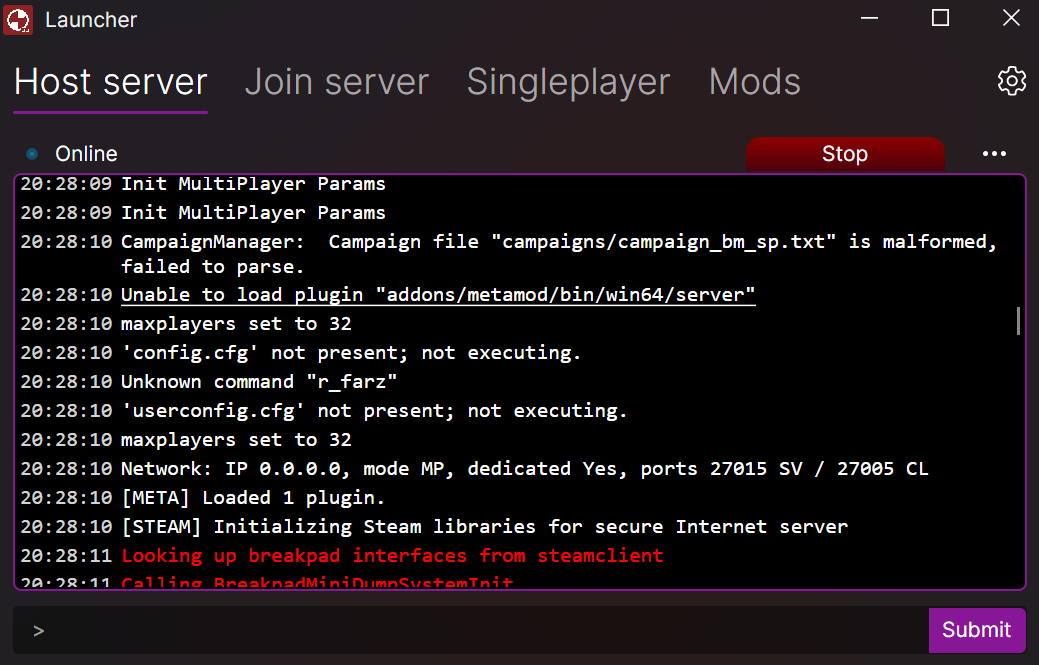 Launcher
Host server Join server Singleplayer Mods
Online Stop
20:28:09 Init MultiPlayer Params
20:28:09 Init MultiPlayer Params
20:28:10 CampaignManager:  Campaign file "campaigns/campaign_bm_sp.txt" is malformed,
failed to parse.
20:28:10 Unable to load plugin "addons/metamod/bin/win64/server"
20:28:10 maxplayers set to 32
20:28:10 'config.cfg' not present; not executing.
20:28:10 Unknown command "r_farz"
20:28:10 'userconfig.cfg' not present; not executing.
20:28:10 maxplayers set to 32
20:28:10 Network: IP 0.0.0.0, mode MP, dedicated Yes, ports 27015 SV / 27005 CL
20:28:10 [META] Loaded 1 plugin.
20:28:10 [STEAM] Initializing Steam libraries for secure Internet server
20:28:11 Looking up breakpad interfaces from steamclient
20:28:11 Calling BreakpadMiniDumpSystemInit
> Submit